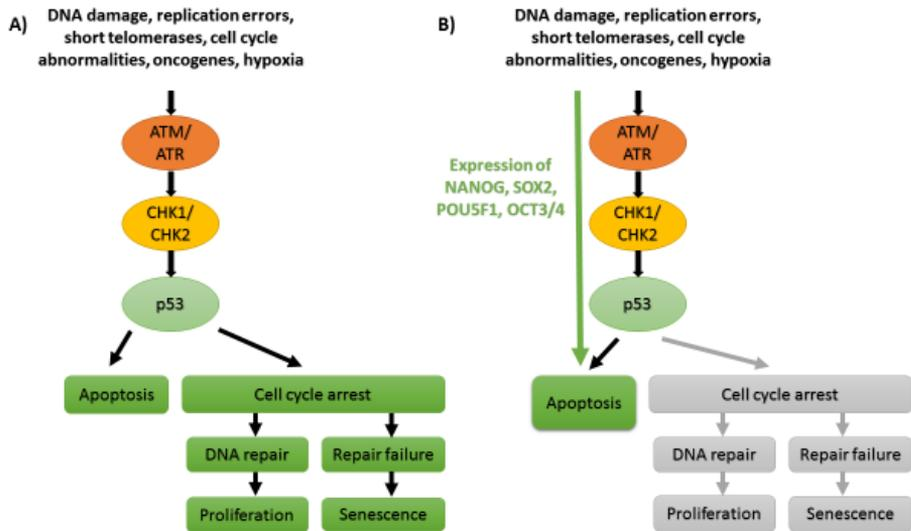 A)
DNA damage, replication errors,
short telomerases, cell cycle
abnormalities, oncogenes, hypoxia
ATM/
ATR
CHK1/
CHK2
p53
Apoptosis
Cell cycle arrest
DNA repair
Repair failure
Proliferation
Senescence
B)
DNA damage, replication errors,
short telomerases, cell cycle
abnormalities, oncogenes, hypoxia
Expression of
NANOG, SOX2,
POU5F1, OCT3/4
ATM/
ATR
CHK1/
CHK2
p53
Apoptosis
Cell cycle arrest
DNA repair
Repair failure
Proliferation
Senescence